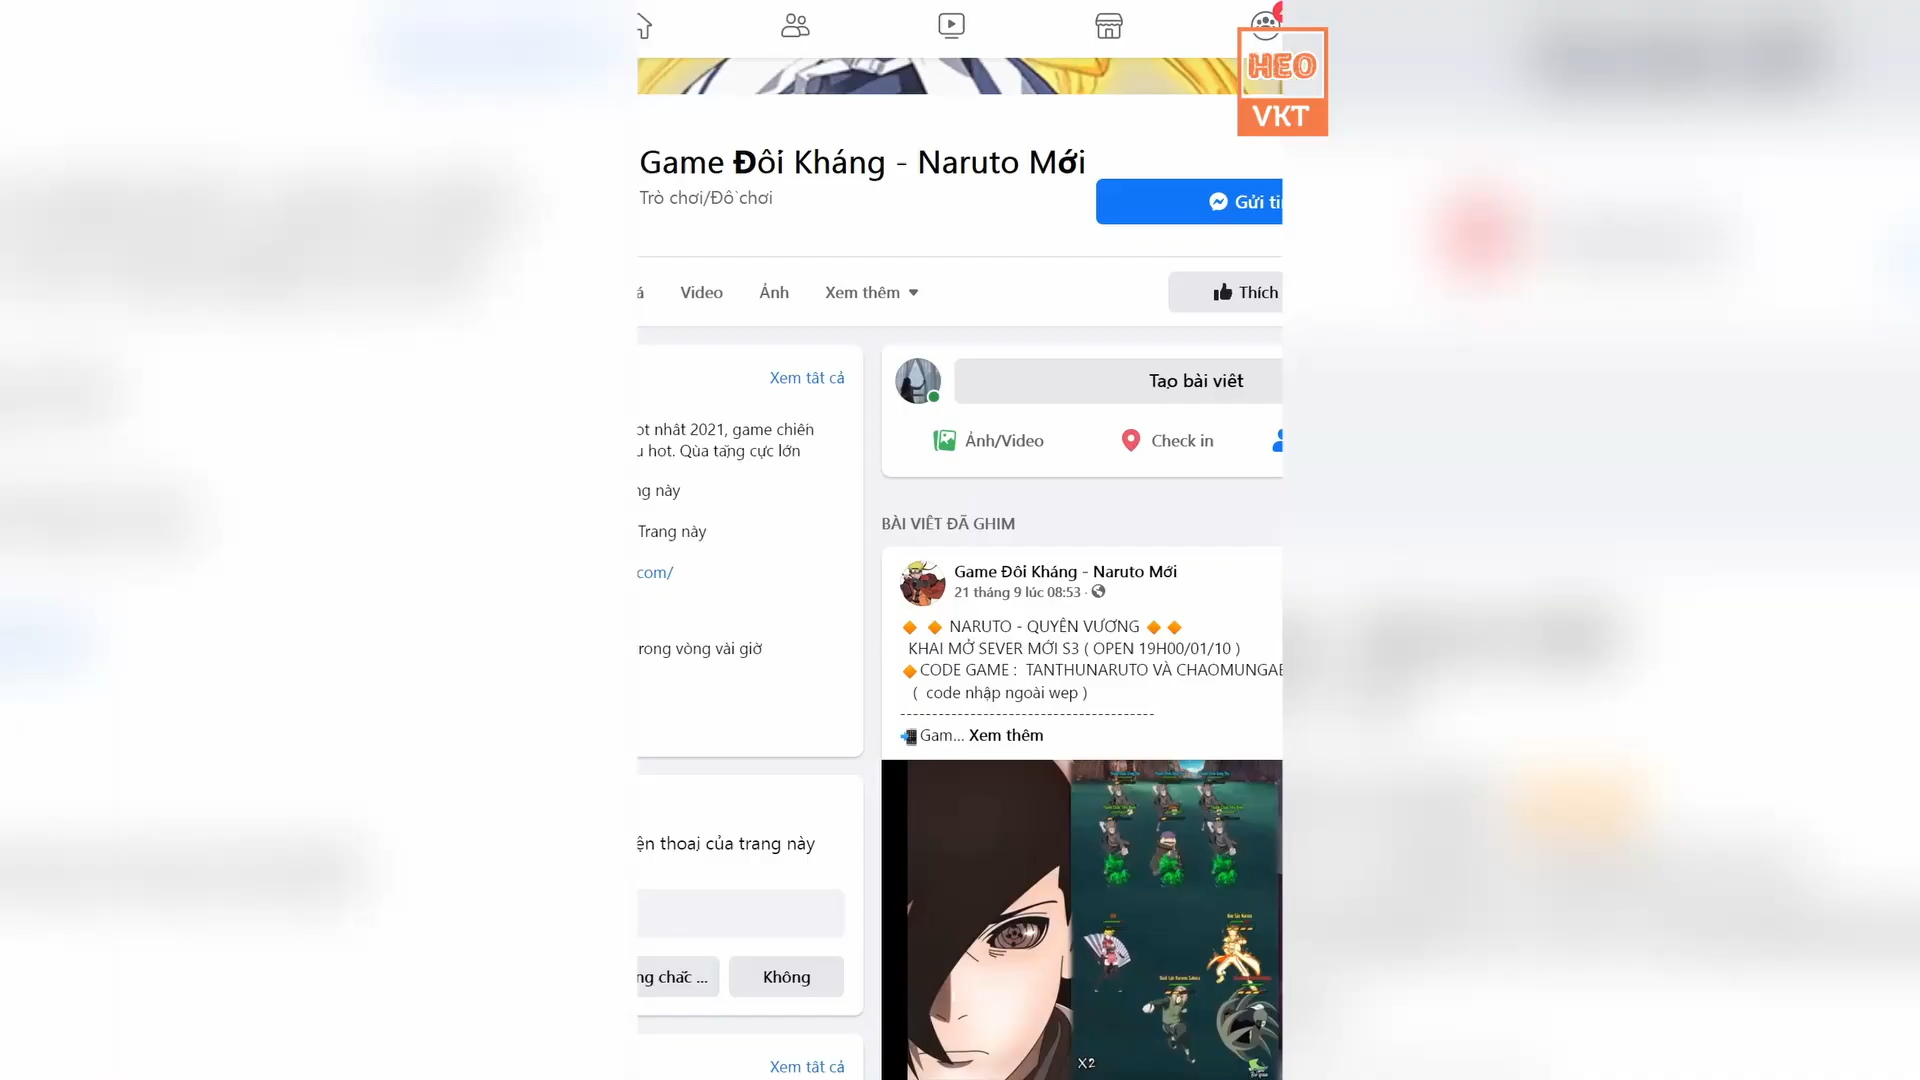 HEO
VKT
Game Đối Kháng - Naruto Mới
Trò chơi/Đồ chơi
Gửi ti
Video
Ảnh
Xem thêm
Thích
Xem tất cả
ot nhất 2021, game chiến
u hot. Qùa tặng cực lớn
ng này
Trang này
com/
rong vòng vài giờ
ện thoại của trang này
ng chắc ...
Không
Xem tất cả
Tạo bài viết
Ảnh/Video
Check in
BÀI VIẾT ĐÃ GHIM
Game Đối Kháng - Naruto Mới
21 tháng 9 lúc 08:53 ·
NARUTO - QUYỀN VƯƠNG
KHAI MỞ SEVER MỚI S3 ( OPEN 19H00/01/10 )
CODE GAME : TANTHUNARUTO VÀ CHAOMUNGAE
( code nhập ngoài wep )
----------------------------------------
Gam... Xem thêm
X2